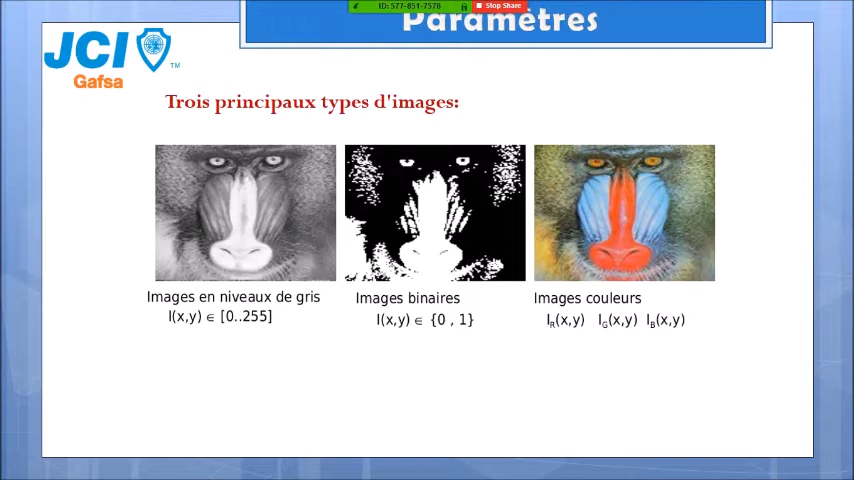 ID: 577-851-7578 Stop Share
Paramètres
JCI
TM
Gafsa
Trois principaux types d'images:
Images en niveaux de gris
I(x,y) ∈ [0..255]
Images binaires
I(x,y) ∈ {0 , 1}
Images couleurs
IR(x,y) IG(x,y) IB(x,y)